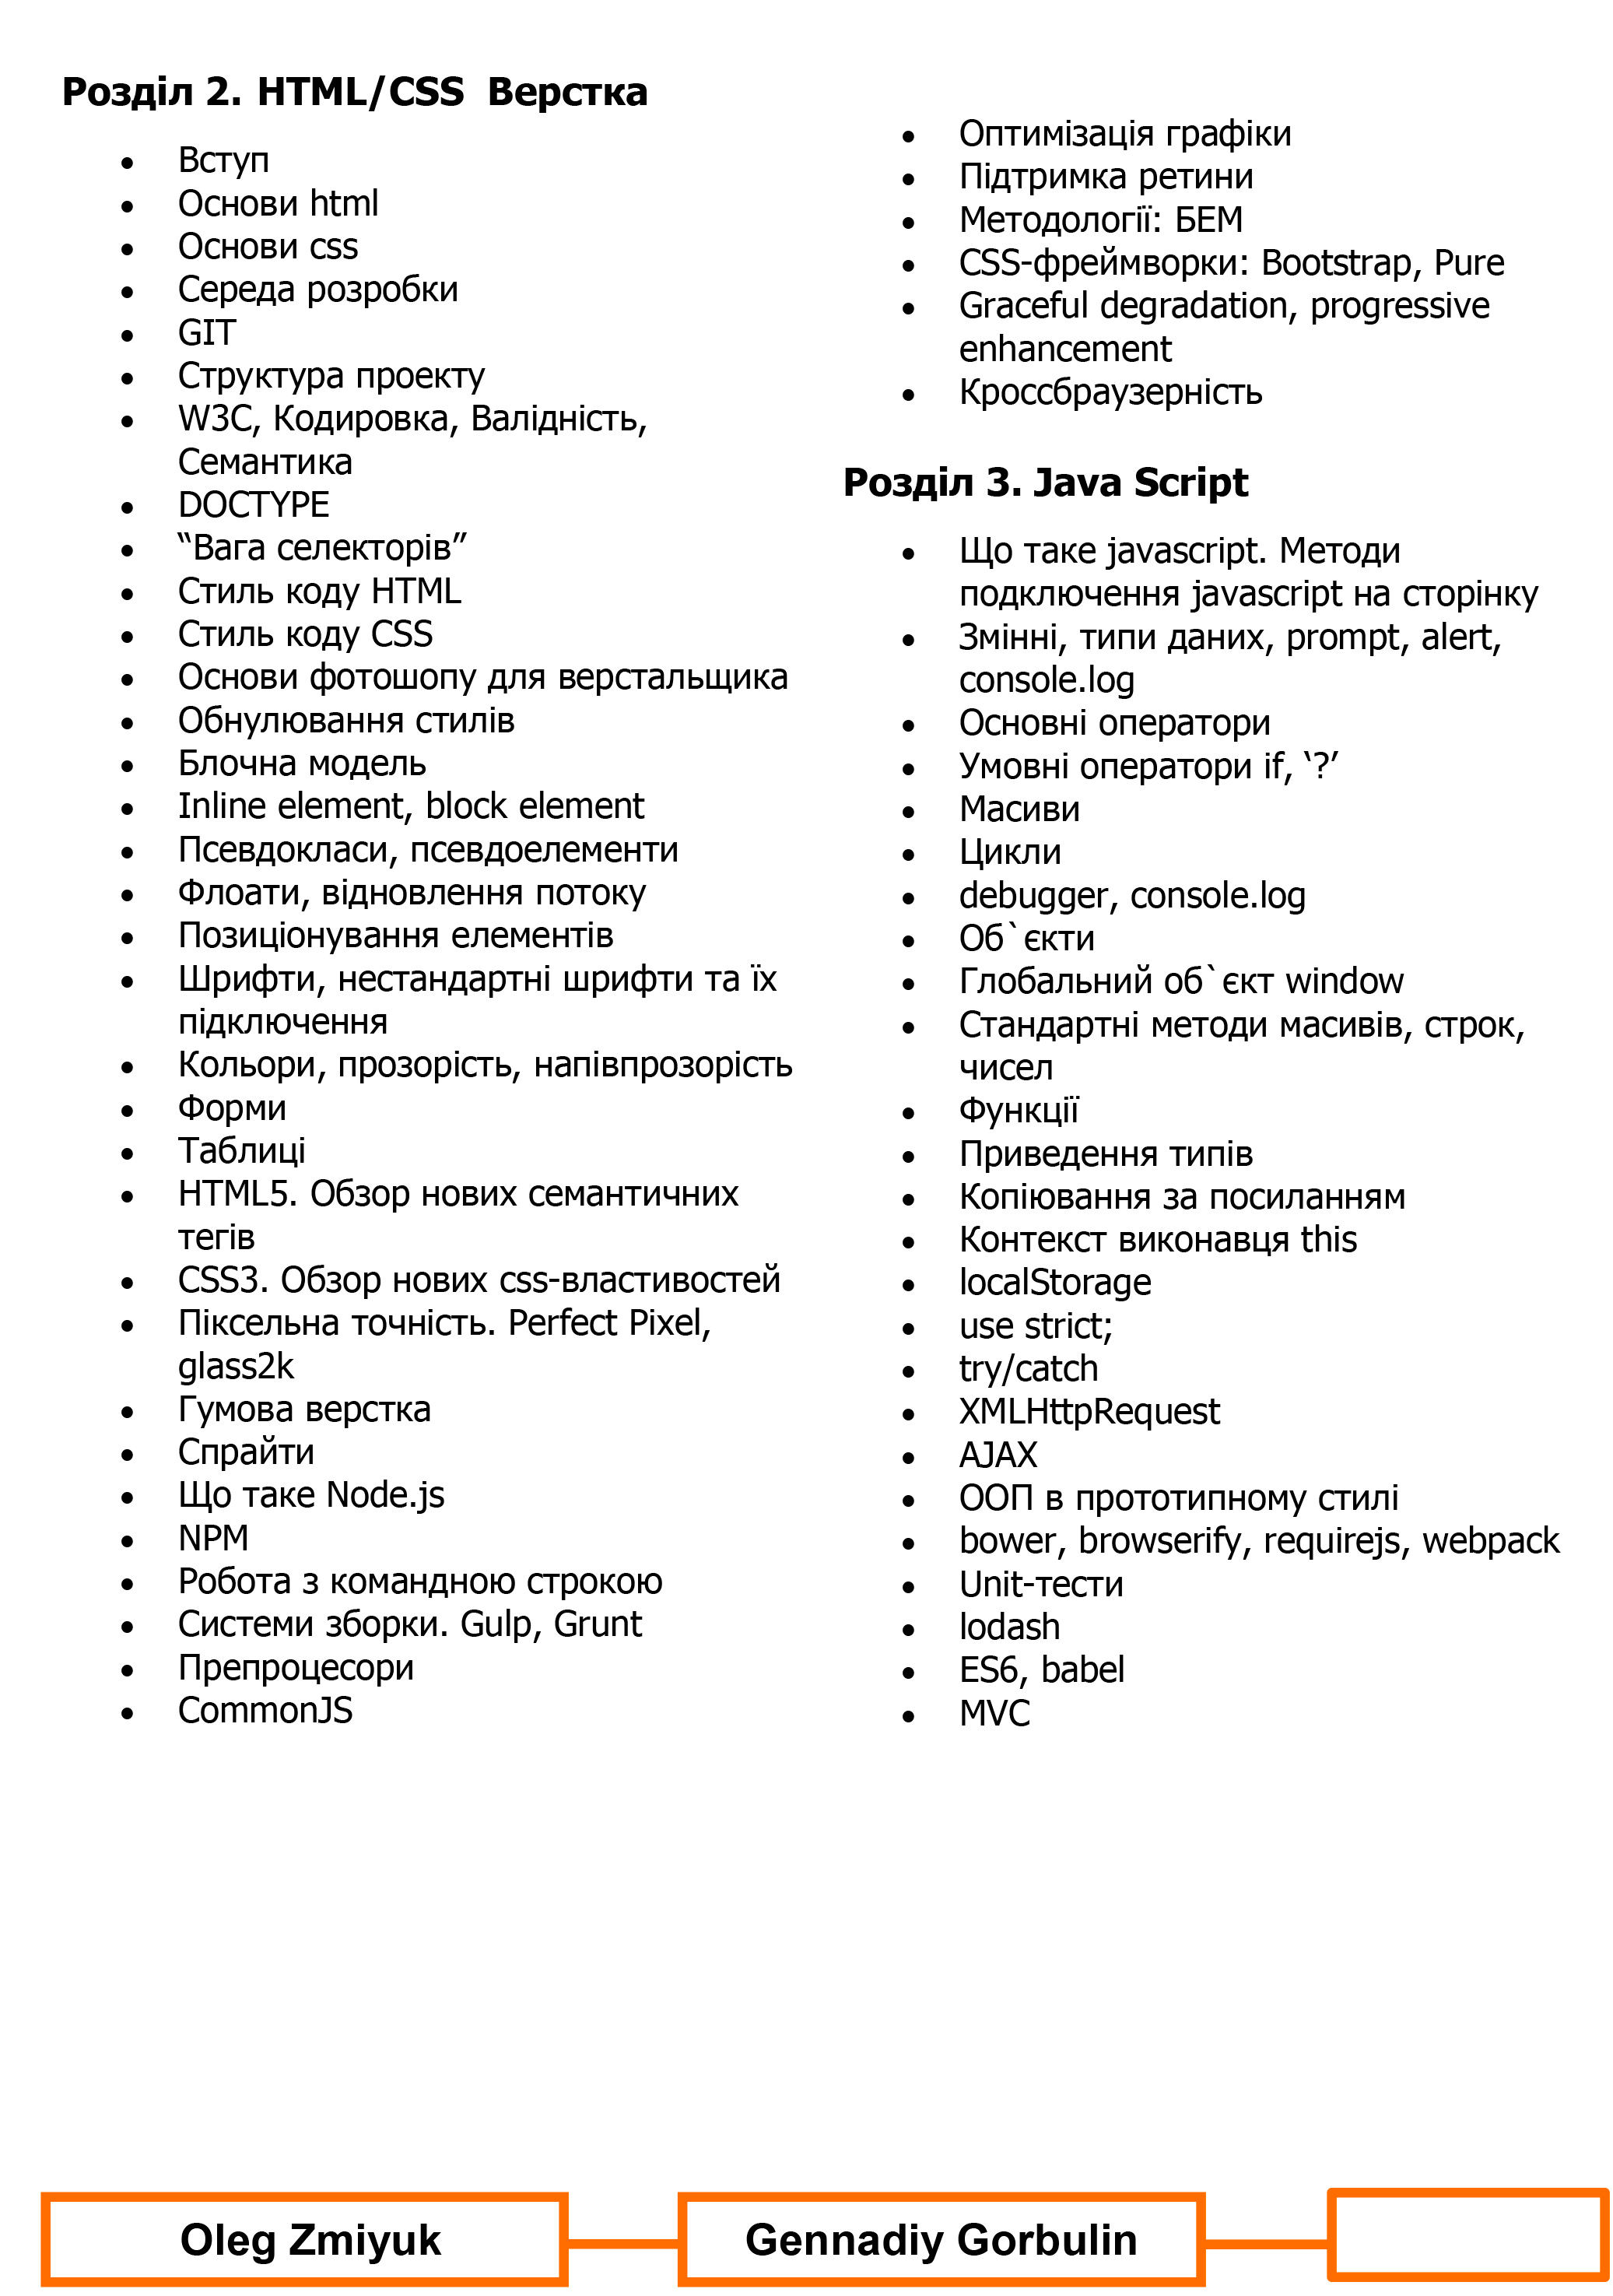 Розділ 2. HTML/CSS Верстка
• Вступ
• Основи html
• Основи css
• Середа розробки
• GIT
• Структура проекту
• W3C, Кодировка, Валідність,
Семантика
• DOCTYPE
• “Вага селекторів”
• Стиль коду HTML
• Стиль коду CSS
• Основи фотошопу для верстальщика
• Обнулювання стилів
• Блочна модель
• Inline element, block element
• Псевдокласи, псевдоелементи
• Флоати, відновлення потоку
• Позиціонування елементів
• Шрифти, нестандартні шрифти та їх
підключення
• Кольори, прозорість, напівпрозорість
• Форми
• Таблиці
• HTML5. Обзор нових семантичних
тегів
• CSS3. Обзор нових css-властивостей
• Піксельна точність. Perfect Pixel,
glass2k
• Гумова верстка
• Спрайти
• Що таке Node.js
• NPM
• Робота з командною строкою
• Системи зборки. Gulp, Grunt
• Препроцесори
• CommonJS
• Оптимізація графіки
• Підтримка ретини
• Методології: БЕМ
• CSS-фреймворки: Bootstrap, Pure
• Graceful degradation, progressive
enhancement
• Кроссбраузерність
Розділ 3. Java Script
• Що таке javascript. Методи
подключення javascript на сторінку
• Змінні, типи даних, prompt, alert,
console.log
• Основні оператори
• Умовні оператори if, ‘?’
• Масиви
• Цикли
• debugger, console.log
• Об`єкти
• Глобальний об`єкт window
• Стандартні методи масивів, строк,
чисел
• Функції
• Приведення типів
• Копіювання за посиланням
• Контекст виконавця this
• localStorage
• use strict;
• try/catch
• XMLHttpRequest
• AJAX
• ООП в прототипному стилі
• bower, browserify, requirejs, webpack
• Unit-тести
• lodash
• ES6, babel
• MVC
Oleg Zmiyuk
Gennadiy Gorbulin